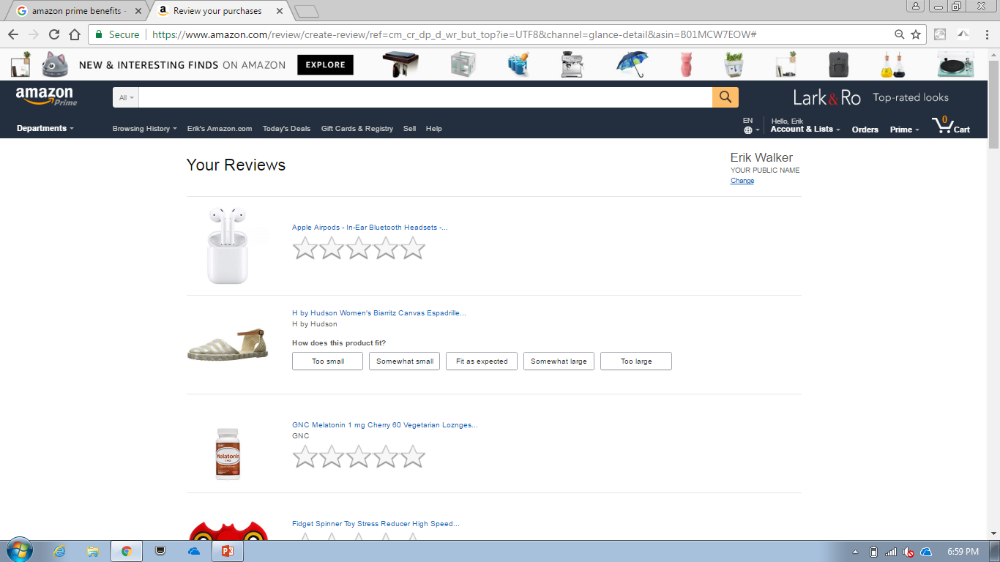 amazon prime benefits -
Review your purchases
Secure
https://www.amazon.com/review/create-review/ref=cm_cr_dp_d_wr_but_top?ie=UTF8&channel=glance-detail&asin=B01MCW7EOW#
NEW & INTERESTING FINDS ON AMAZON
EXPLORE
amazon
Prime
All
Lark&Ro Top-rated looks
Departments
Browsing History
Erik's Amazon.com
Today's Deals
Gift Cards & Registry
Sell
Help
EN
Hello, Erik
Account & Lists
Orders
Prime
0
Cart
Your Reviews
Erik Walker
YOUR PUBLIC NAME
Change
Apple Airpods - In-Ear Bluetooth Headsets -...
H by Hudson Women's Biarritz Canvas Espadrille...
H by Hudson
How does this product fit?
Too small
Somewhat small
Fit as expected
Somewhat large
Too large
GNC Melatonin 1 mg Cherry 60 Vegetarian Loznges...
GNC
Melatonin
Fidget Spinner Toy Stress Reducer High Speed...
6:59 PM